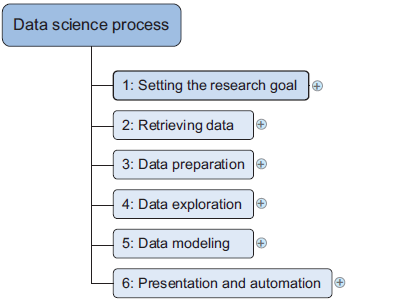 Data science process
1: Setting the research goal
2: Retrieving data
3: Data preparation
4: Data exploration
5: Data modeling
6: Presentation and automation